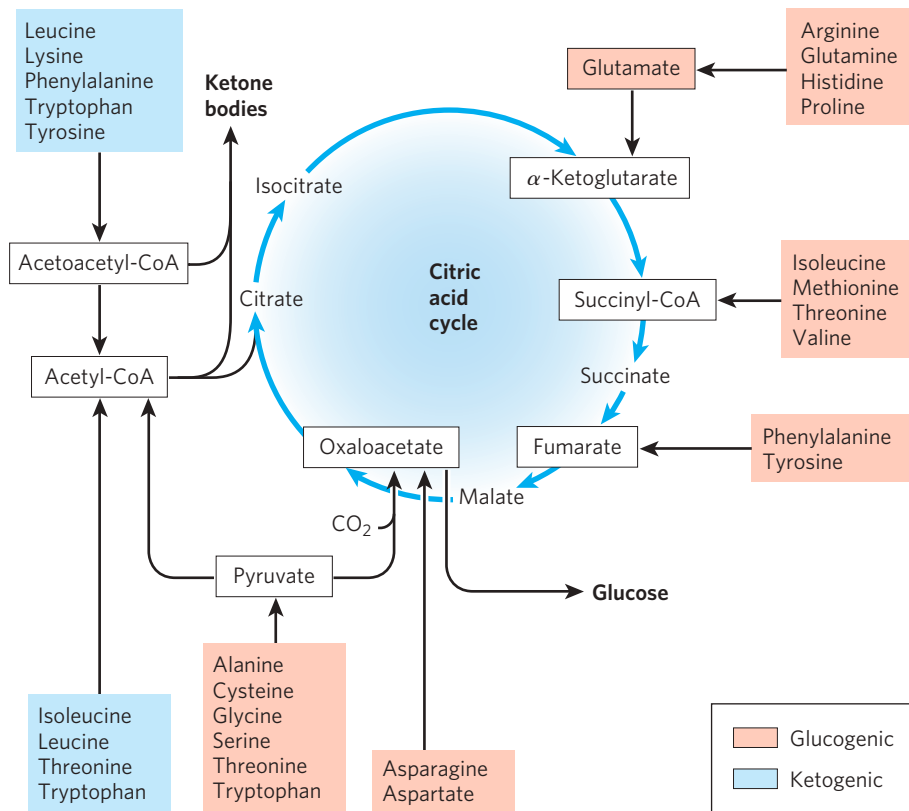 Leucine
Lysine
Phenylalanine
Tryptophan
Tyrosine
Ketone
bodies
Glutamate
Arginine
Glutamine
Histidine
Proline
Isocitrate
α-Ketoglutarate
Acetoacetyl-CoA
Citrate
Citric
acid
cycle
Succinyl-CoA
Isoleucine
Methionine
Threonine
Valine
Acetyl-CoA
Succinate
Oxaloacetate
Fumarate
Phenylalanine
Tyrosine
Malate
CO₂
Pyruvate
Glucose
Isoleucine
Leucine
Threonine
Tryptophan
Alanine
Cysteine
Glycine
Serine
Threonine
Tryptophan
Asparagine
Aspartate
Glucogenic
Ketogenic